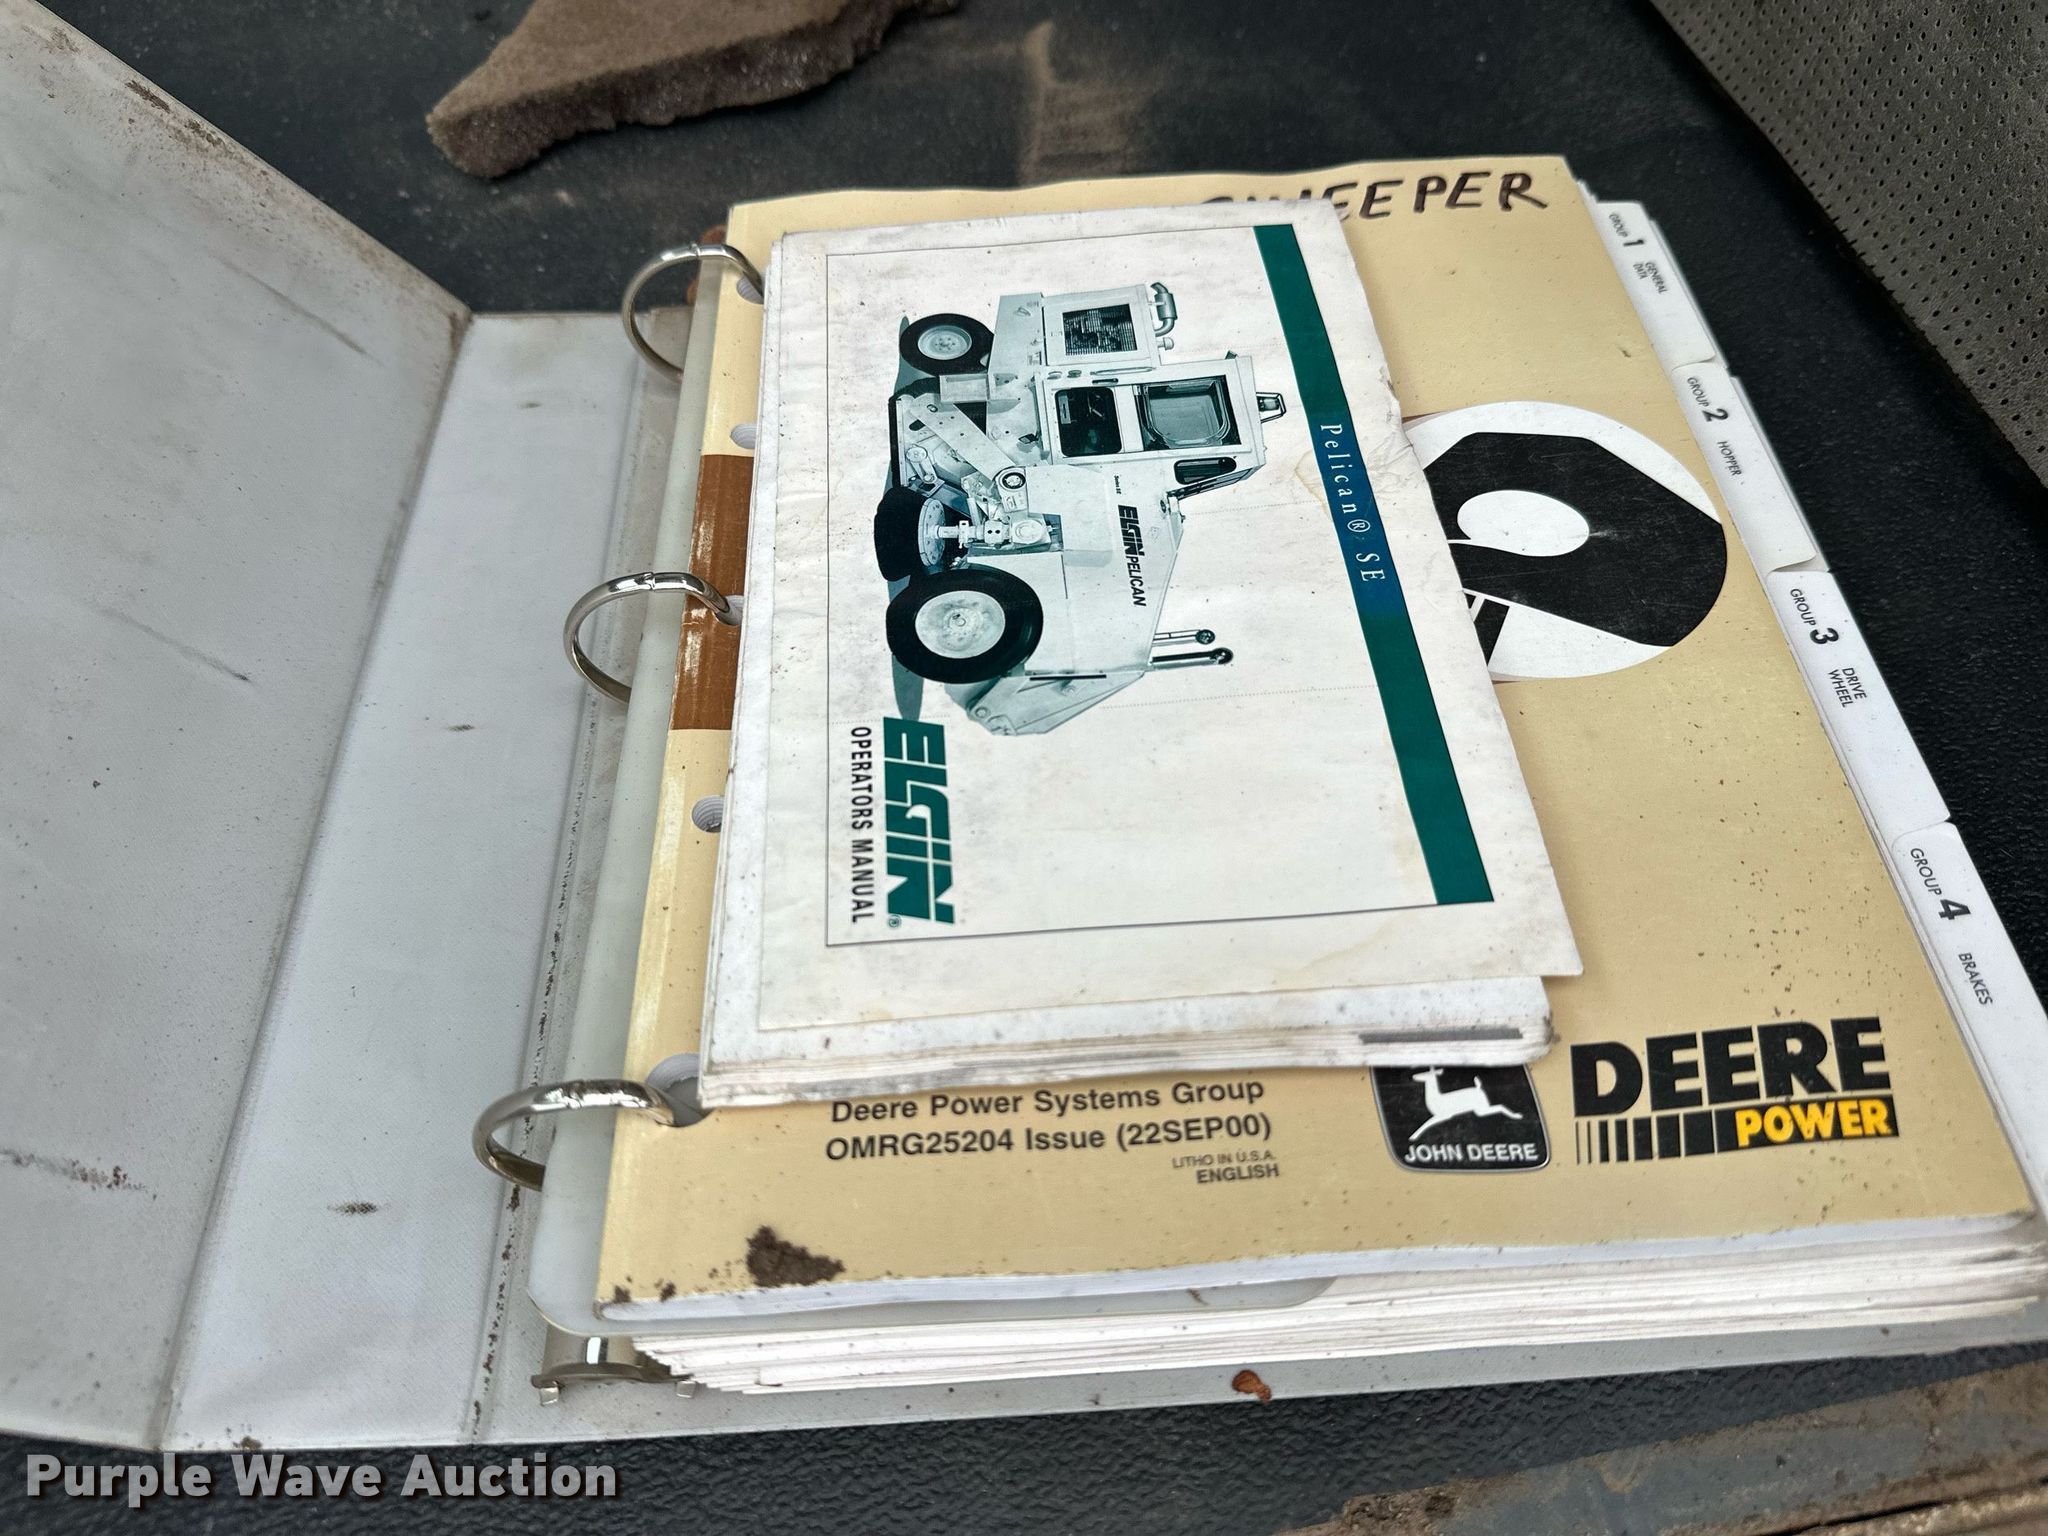 SWEEPER
Pelican® SE
ELGIN PELICAN
ELGIN®
OPERATORS MANUAL
GROUP 1 GENERAL DATA
GROUP 2 HOPPER
GROUP 3 DRIVE WHEEL
GROUP 4 BRAKES
Deere Power Systems Group
OMRG25204 Issue (22SEP00)
LITHO IN U.S.A.
ENGLISH
JOHN DEERE
DEERE
POWER
Purple Wave Auction